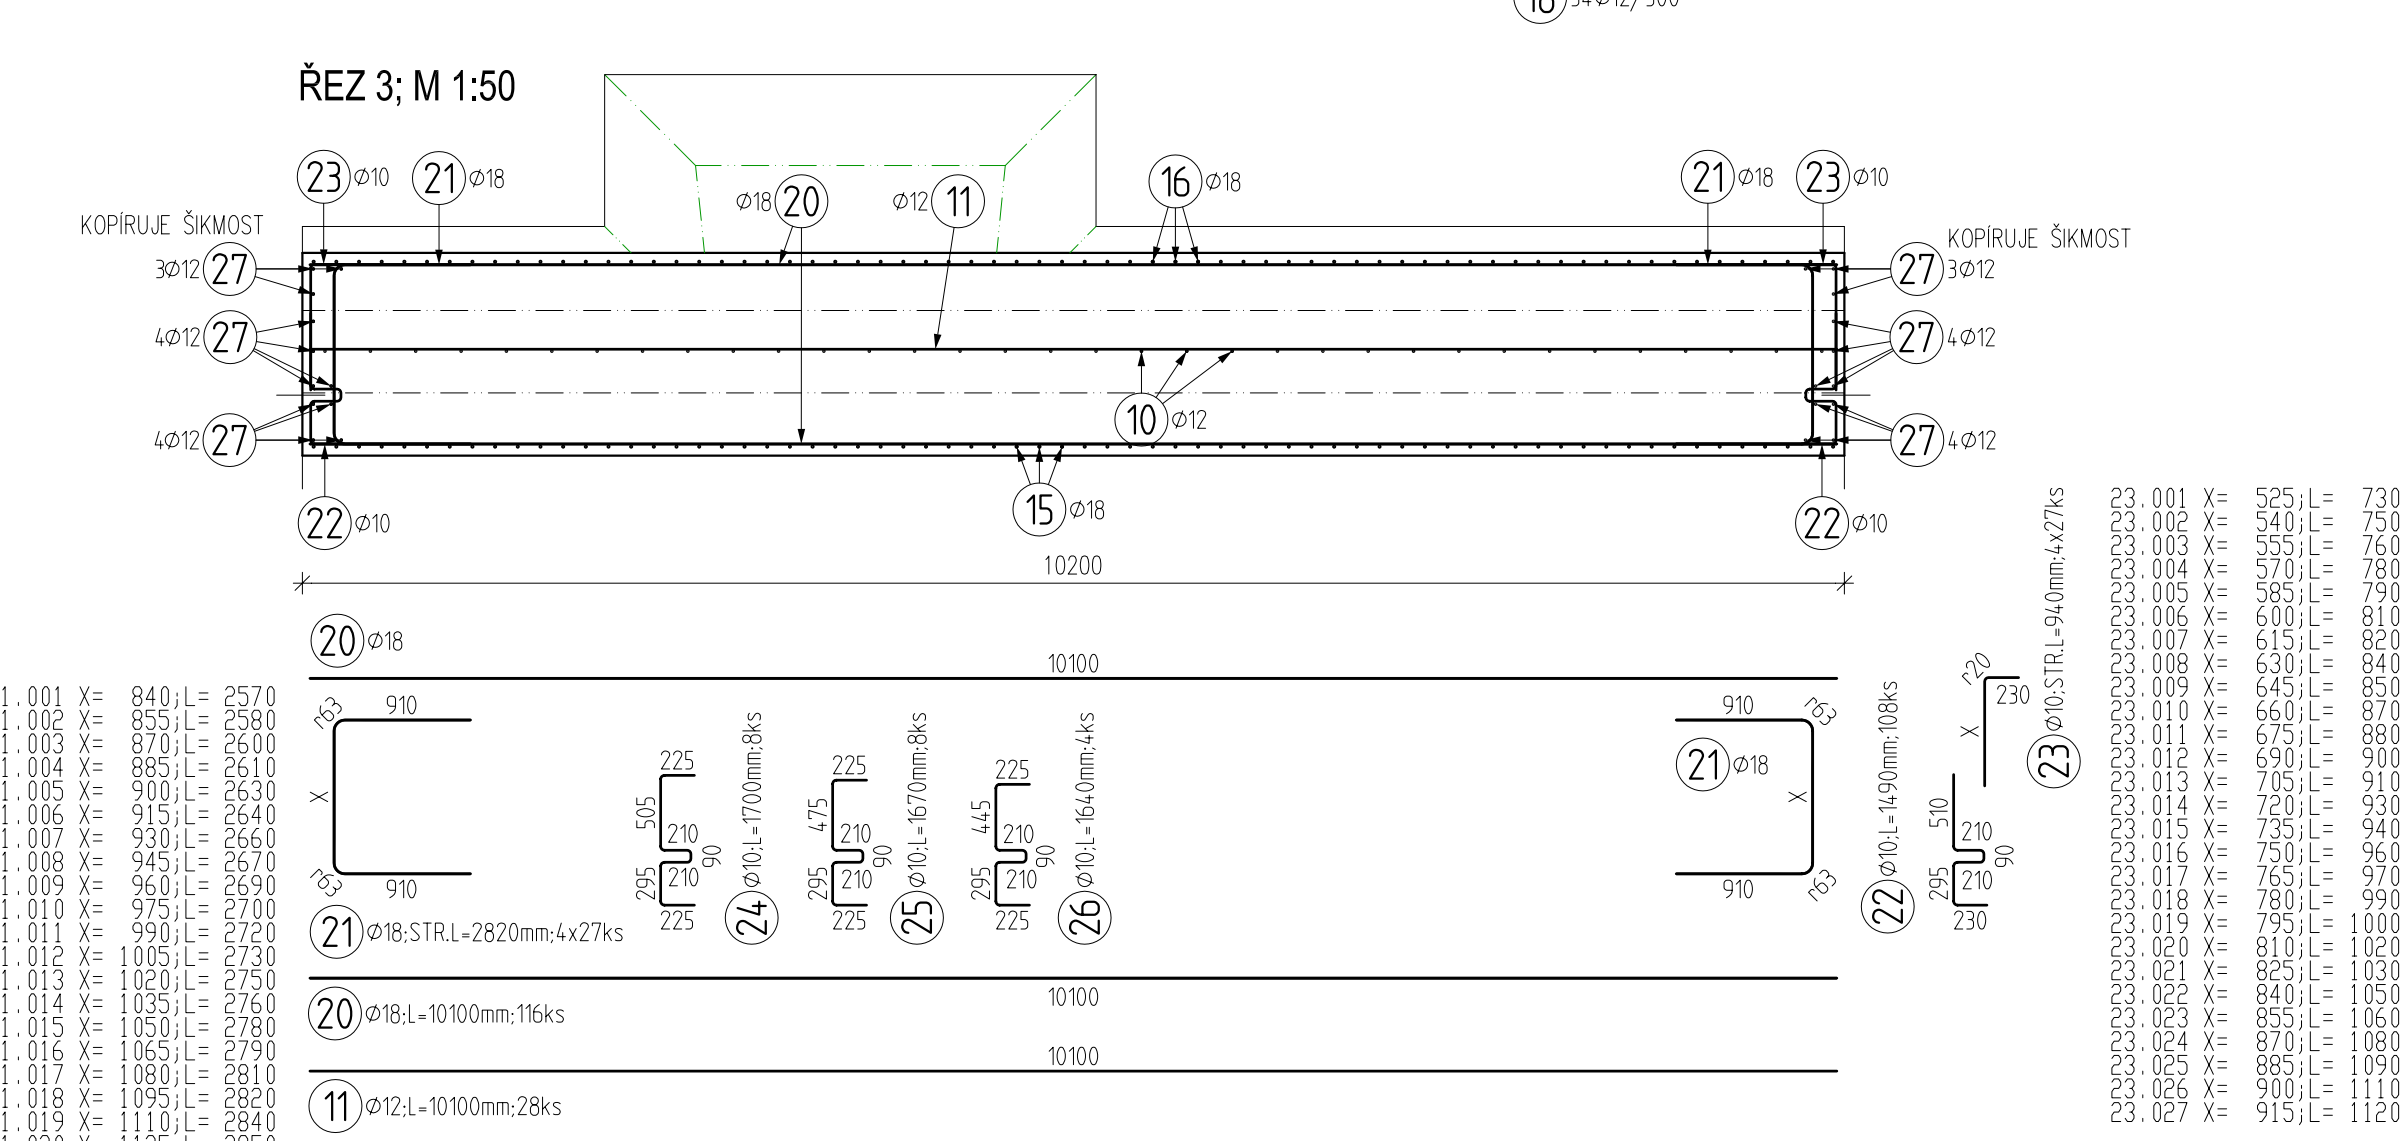 ŘEZ 3; M 1:50
23 Ø10
21 Ø18
Ø18 20
Ø12 11
16 Ø18
21 Ø18
23 Ø10
KOPÍRUJE ŠIKMOST
3Ø12 27
4Ø12 27
4Ø12 27
KOPÍRUJE ŠIKMOST
27 3Ø12
27 4Ø12
27 4Ø12
10 Ø12
22 Ø10
15 Ø18
22 Ø10
10200
20 Ø18
10100
910
r63
X
r63
910
21 Ø18;STR.L=2820mm;4x27ks
225
505
210
90
210
295
225
24 Ø10;L=1700mm;8ks
225
475
210
90
210
295
225
25 Ø10;L=1670mm;8ks
225
445
210
90
210
295
225
26 Ø10;L=1640mm;4ks
910
r63
21 Ø18
X
910
r63
22 Ø10;L=1490mm;108ks
510
210
90
210
295
230
r20
230
X
23 Ø10;STR.L=940mm;4x27ks
10100
20 Ø18;L=10100mm;116ks
10100
11 Ø12;L=10100mm;28ks
1.001 X= 840;L= 2570
1.002 X= 855;L= 2580
1.003 X= 870;L= 2600
1.004 X= 885;L= 2610
1.005 X= 900;L= 2630
1.006 X= 915;L= 2640
1.007 X= 930;L= 2660
1.008 X= 945;L= 2670
1.009 X= 960;L= 2690
1.010 X= 975;L= 2700
1.011 X= 990;L= 2720
1.012 X= 1005;L= 2730
1.013 X= 1020;L= 2750
1.014 X= 1035;L= 2760
1.015 X= 1050;L= 2780
1.016 X= 1065;L= 2790
1.017 X= 1080;L= 2810
1.018 X= 1095;L= 2820
1.019 X= 1110;L= 2840
23.001 X= 525;L= 730
23.002 X= 540;L= 750
23.003 X= 555;L= 760
23.004 X= 570;L= 780
23.005 X= 585;L= 790
23.006 X= 600;L= 810
23.007 X= 615;L= 820
23.008 X= 630;L= 840
23.009 X= 645;L= 850
23.010 X= 660;L= 870
23.011 X= 675;L= 880
23.012 X= 690;L= 900
23.013 X= 705;L= 910
23.014 X= 720;L= 930
23.015 X= 735;L= 940
23.016 X= 750;L= 960
23.017 X= 765;L= 970
23.018 X= 780;L= 990
23.019 X= 795;L= 1000
23.020 X= 810;L= 1020
23.021 X= 825;L= 1030
23.022 X= 840;L= 1050
23.023 X= 855;L= 1060
23.024 X= 870;L= 1080
23.025 X= 885;L= 1090
23.026 X= 900;L= 1110
23.027 X= 915;L= 1120